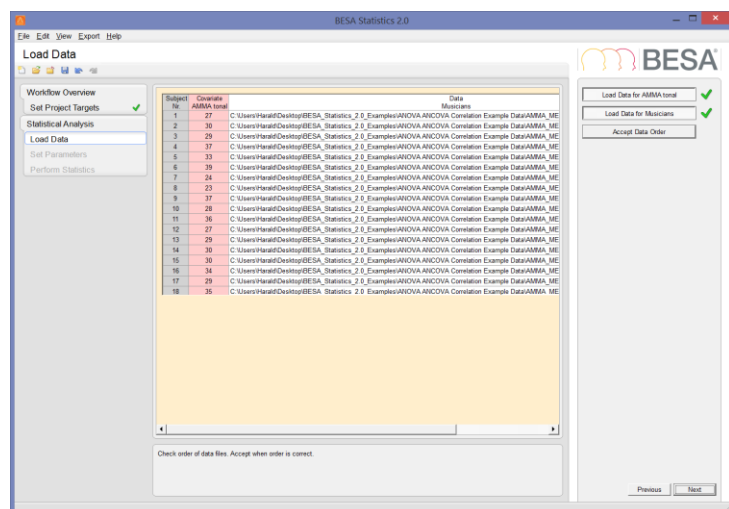 BESA Statistics 2.0
File Edit View Export Help
Load Data
BESA
Workflow Overview
Set Project Targets
Statistical Analysis
Load Data
Set Parameters
Perform Statistics
Subject Covariate Data
Nr. AMMA tonal Musicians
1 27 C:\Users\Harald\Desktop\BESA_Statistics_2.0_Examples\ANOVA ANCOVA Correlation Example Data\AMMA_ME
2 30 C:\Users\Harald\Desktop\BESA_Statistics_2.0_Examples\ANOVA ANCOVA Correlation Example Data\AMMA_ME
3 29 C:\Users\Harald\Desktop\BESA_Statistics_2.0_Examples\ANOVA ANCOVA Correlation Example Data\AMMA_ME
4 37 C:\Users\Harald\Desktop\BESA_Statistics_2.0_Examples\ANOVA ANCOVA Correlation Example Data\AMMA_ME
5 33 C:\Users\Harald\Desktop\BESA_Statistics_2.0_Examples\ANOVA ANCOVA Correlation Example Data\AMMA_ME
6 39 C:\Users\Harald\Desktop\BESA_Statistics_2.0_Examples\ANOVA ANCOVA Correlation Example Data\AMMA_ME
7 24 C:\Users\Harald\Desktop\BESA_Statistics_2.0_Examples\ANOVA ANCOVA Correlation Example Data\AMMA_ME
8 23 C:\Users\Harald\Desktop\BESA_Statistics_2.0_Examples\ANOVA ANCOVA Correlation Example Data\AMMA_ME
9 37 C:\Users\Harald\Desktop\BESA_Statistics_2.0_Examples\ANOVA ANCOVA Correlation Example Data\AMMA_ME
10 28 C:\Users\Harald\Desktop\BESA_Statistics_2.0_Examples\ANOVA ANCOVA Correlation Example Data\AMMA_ME
11 36 C:\Users\Harald\Desktop\BESA_Statistics_2.0_Examples\ANOVA ANCOVA Correlation Example Data\AMMA_ME
12 27 C:\Users\Harald\Desktop\BESA_Statistics_2.0_Examples\ANOVA ANCOVA Correlation Example Data\AMMA_ME
13 29 C:\Users\Harald\Desktop\BESA_Statistics_2.0_Examples\ANOVA ANCOVA Correlation Example Data\AMMA_ME
14 30 C:\Users\Harald\Desktop\BESA_Statistics_2.0_Examples\ANOVA ANCOVA Correlation Example Data\AMMA_ME
15 30 C:\Users\Harald\Desktop\BESA_Statistics_2.0_Examples\ANOVA ANCOVA Correlation Example Data\AMMA_ME
16 34 C:\Users\Harald\Desktop\BESA_Statistics_2.0_Examples\ANOVA ANCOVA Correlation Example Data\AMMA_ME
17 29 C:\Users\Harald\Desktop\BESA_Statistics_2.0_Examples\ANOVA ANCOVA Correlation Example Data\AMMA_ME
18 35 C:\Users\Harald\Desktop\BESA_Statistics_2.0_Examples\ANOVA ANCOVA Correlation Example Data\AMMA_ME
Check order of data files. Accept when order is correct.
Load Data for AMMA tonal
Load Data for Musicians
Accept Data Order
Previous Next